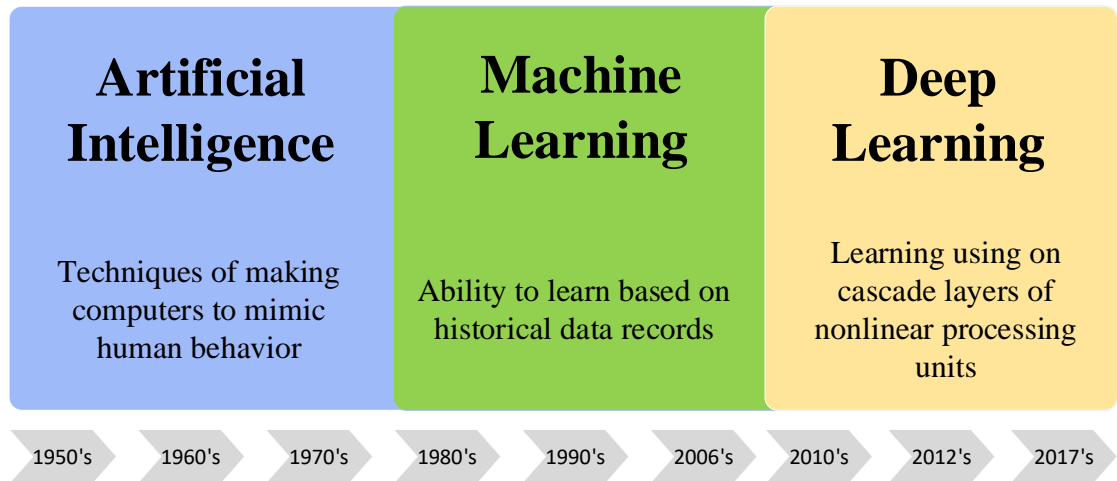 Artificial
Intelligence
Techniques of making
computers to mimic
human behavior
Machine
Learning
Ability to learn based on
historical data records
Deep
Learning
Learning using on
cascade layers of
nonlinear processing
units
1950's
1960's
1970's
1980's
1990's
2006's
2010's
2012's
2017's